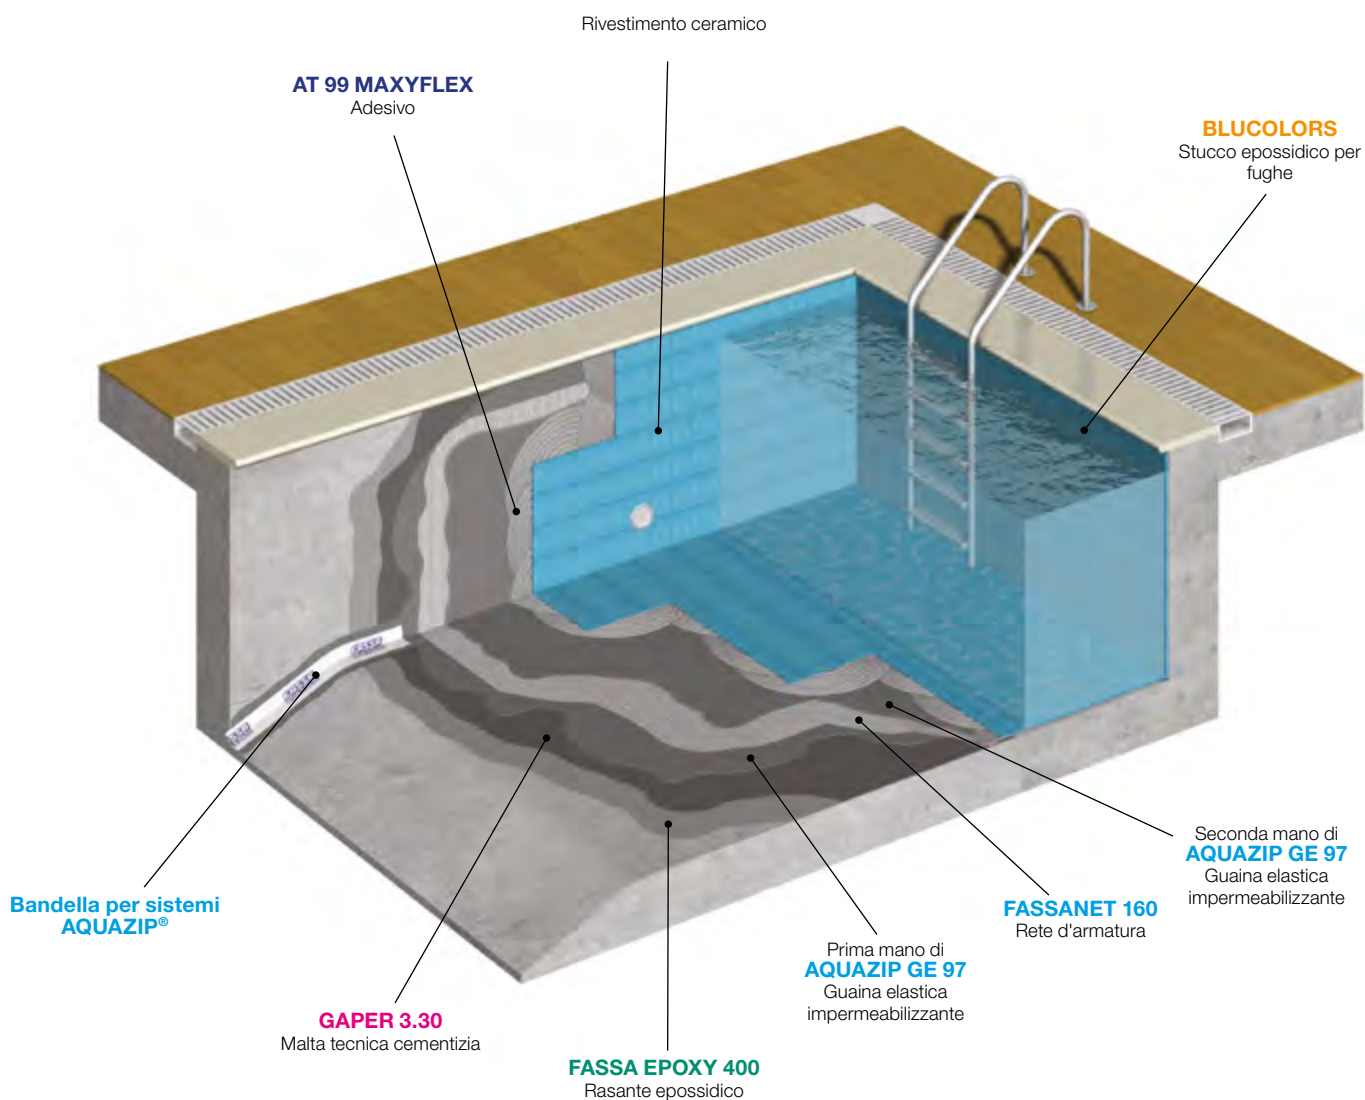 Rivestimento ceramico
AT 99 MAXYFLEX
Adesivo
BLUCOLORS
Stucco epossidico per
fughe
Bandella per sistemi
AQUAZIP®
GAPER 3.30
Malta tecnica cementizia
FASSA EPOXY 400
Rasante epossidico
Prima mano di
AQUAZIP GE 97
Guaina elastica
impermeabilizzante
FASSANET 160
Rete d'armatura
Seconda mano di
AQUAZIP GE 97
Guaina elastica
impermeabilizzante